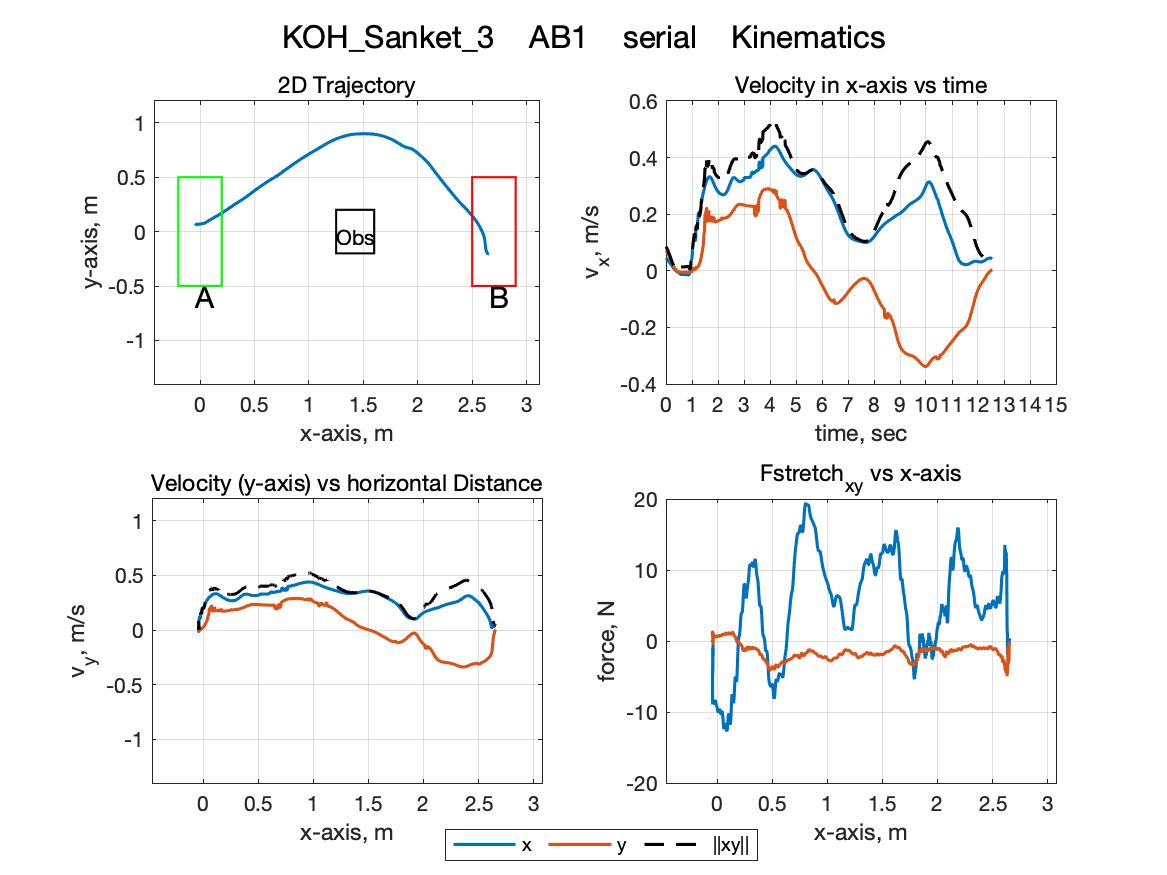 KOH_Sanket_3 AB1 serial Kinematics
2D Trajectory
1
0.5
0
-0.5
-1
y-axis, m
A
Obs
B
0 0.5 1 1.5 2 2.5 3
x-axis, m
Velocity in x-axis vs time
0.6
0.4
0.2
0
-0.2
-0.4
v_x, m/s
0 1 2 3 4 5 6 7 8 9 10 11 12 13 14 15
time, sec
Velocity (y-axis) vs horizontal Distance
1
0.5
0
-0.5
-1
v_y, m/s
0 0.5 1 1.5 2 2.5 3
x-axis, m
Fstretch_xy vs x-axis
20
10
0
-10
-20
force, N
0 0.5 1 1.5 2 2.5 3
x-axis, m
x y ||xy||